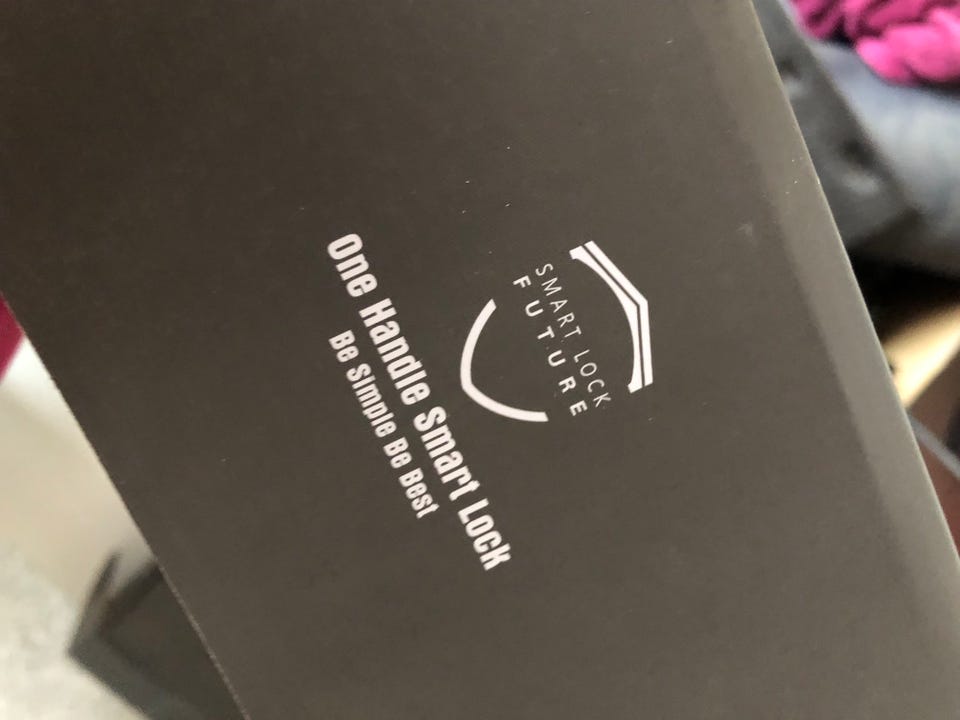 SMART LOCK
FUTURE
One Handle Smart Lock
Be Simple Be Best